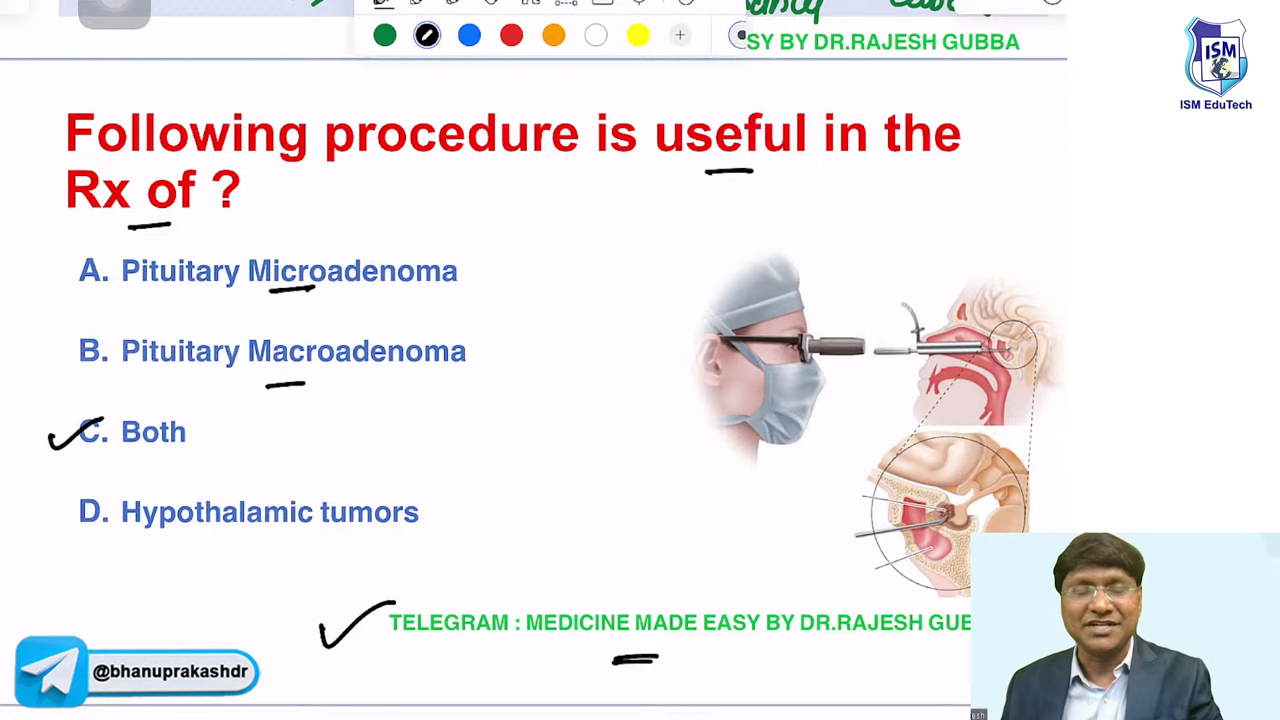 SY BY DR.RAJESH GUBBA
ISM
ISM EduTech
Following procedure is useful in the
Rx of ?
A. Pituitary Microadenoma
B. Pituitary Macroadenoma
C. Both
D. Hypothalamic tumors
TELEGRAM : MEDICINE MADE EASY BY DR.RAJESH GUB
@bhanuprakashdr